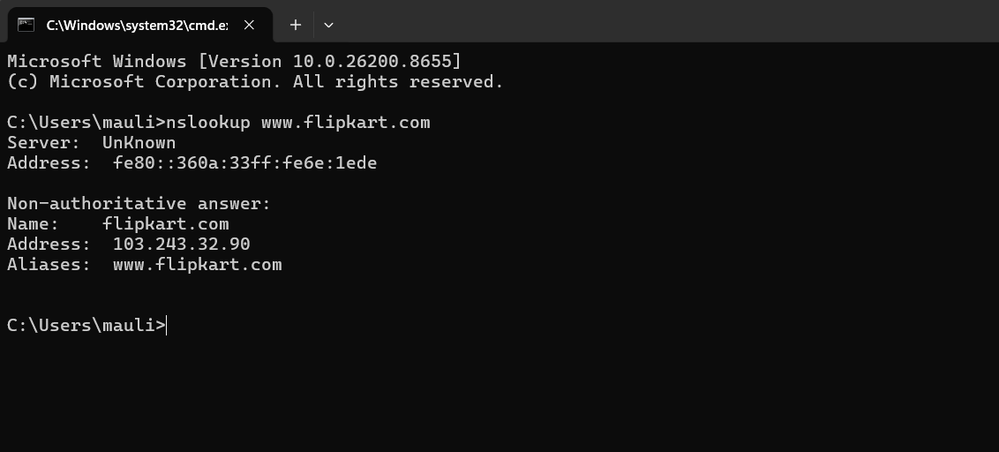 C:\Windows\system32\cmd.ex
Microsoft Windows [Version 10.0.26200.8655]
(c) Microsoft Corporation. All rights reserved.
C:\Users\mauli>nslookup www.flipkart.com
Server:  UnKnown
Address:  fe80::360a:33ff:fe6e:1ede
Non-authoritative answer:
Name:    flipkart.com
Address:  103.243.32.90
Aliases:  www.flipkart.com
C:\Users\mauli>